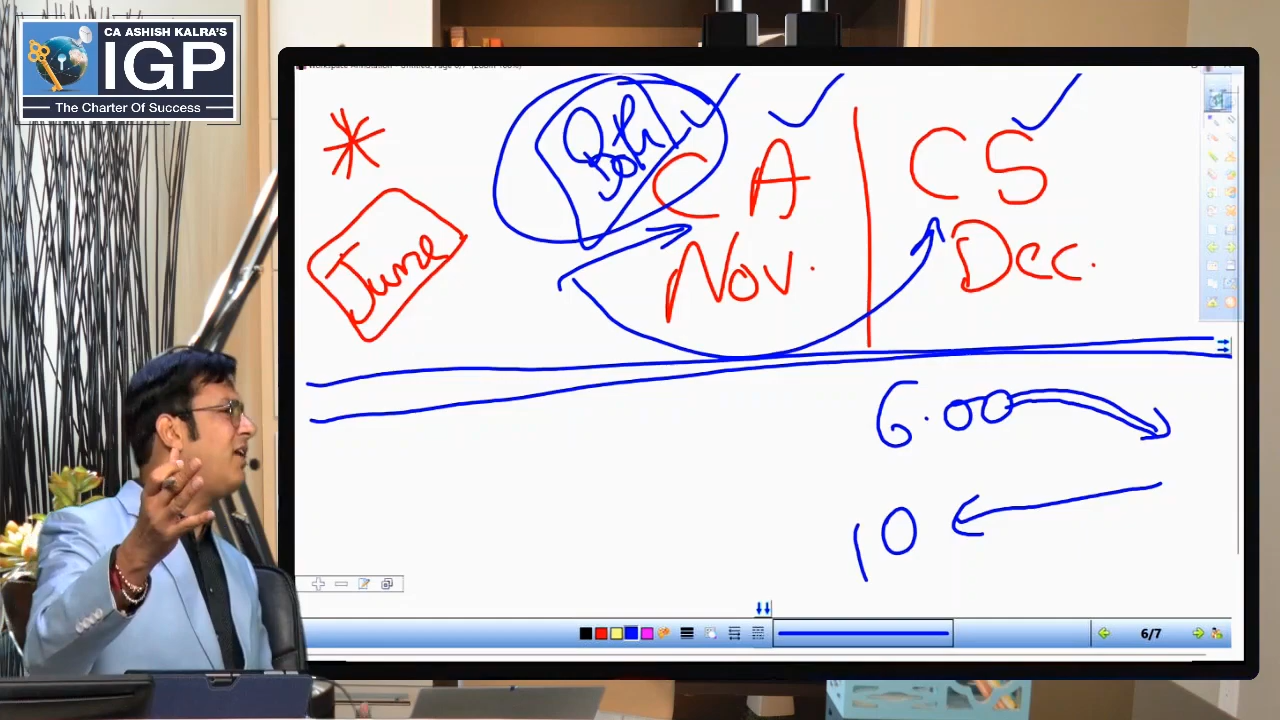 CA ASHISH KALRA'S
IGP
The Charter Of Success
Both
CA
CS
June
Nov.
Dec.
6.00
10
6/7